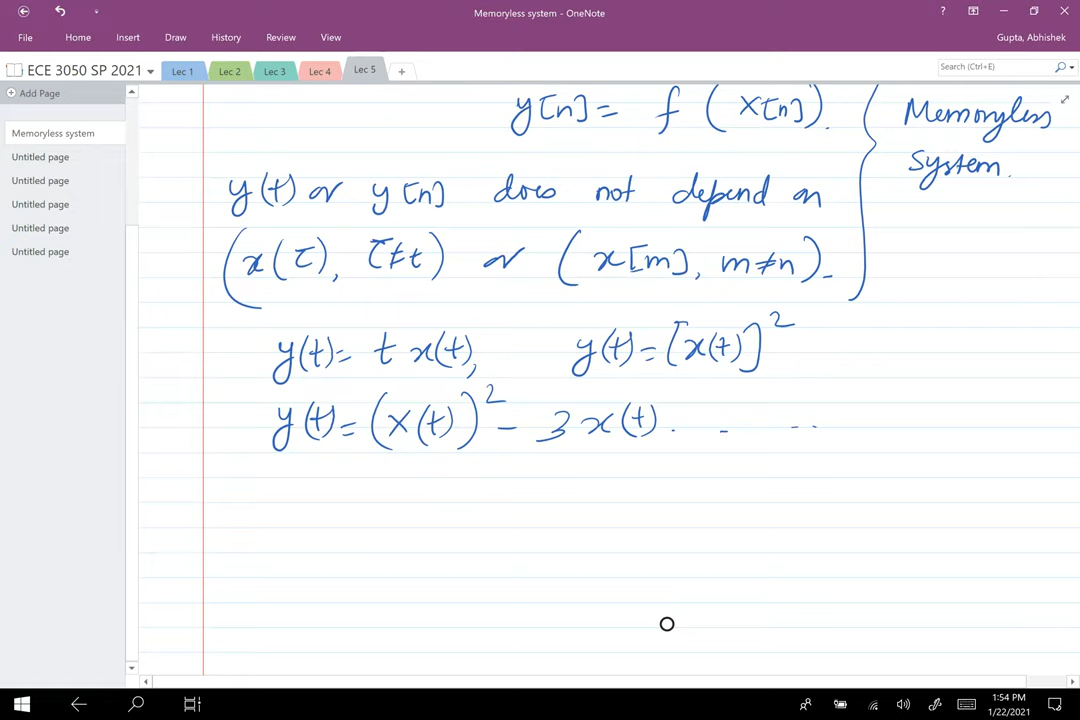 Memoryless system - OneNote
?
File Home Insert Draw History Review View Gupta, Abhishek
ECE 3050 SP 2021 Lec 1 Lec 2 Lec 3 Lec 4 Lec 5 +
Search (Ctrl+E)
Add Page
Memoryless system
Untitled page
Untitled page
Untitled page
Untitled page
Untitled page
y[n] = f (x[n]).
Memoryless
System.
y(t) or y[n] does not depend on
(x(τ), τ≠t) or (x[m], m≠n).
y(t)= t x(t), y(t)=[x(t)]²
y(t)= (x(t))² - 3x(t). - ..
1:54 PM
1/22/2021